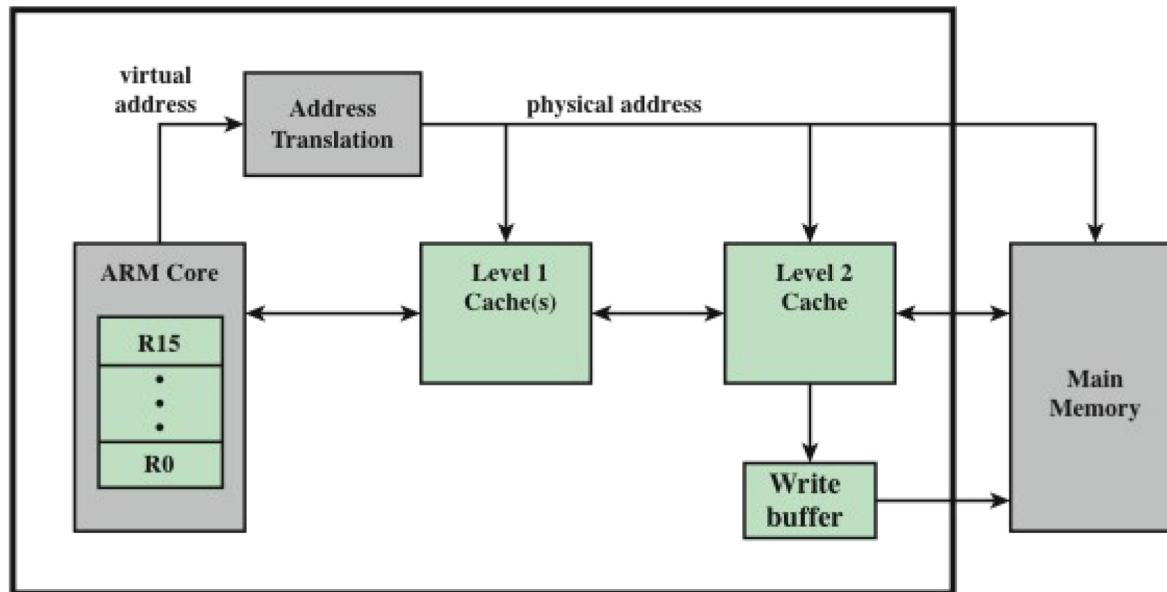 virtual
address
Address
Translation
physical address
ARM Core
R15
R0
Level 1
Cache(s)
Level 2
Cache
Main
Memory
Write
buffer